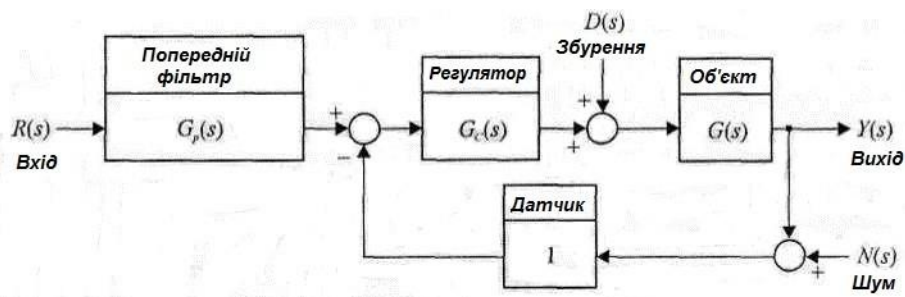 D(s)
Збурення
Попередній
фільтр
Регулятор
Об'єкт
R(s)
Вхід
G_p(s)
+
−
G_c(s)
+
+
G(s)
Y(s)
Вихід
Датчик
1
+
N(s)
Шум